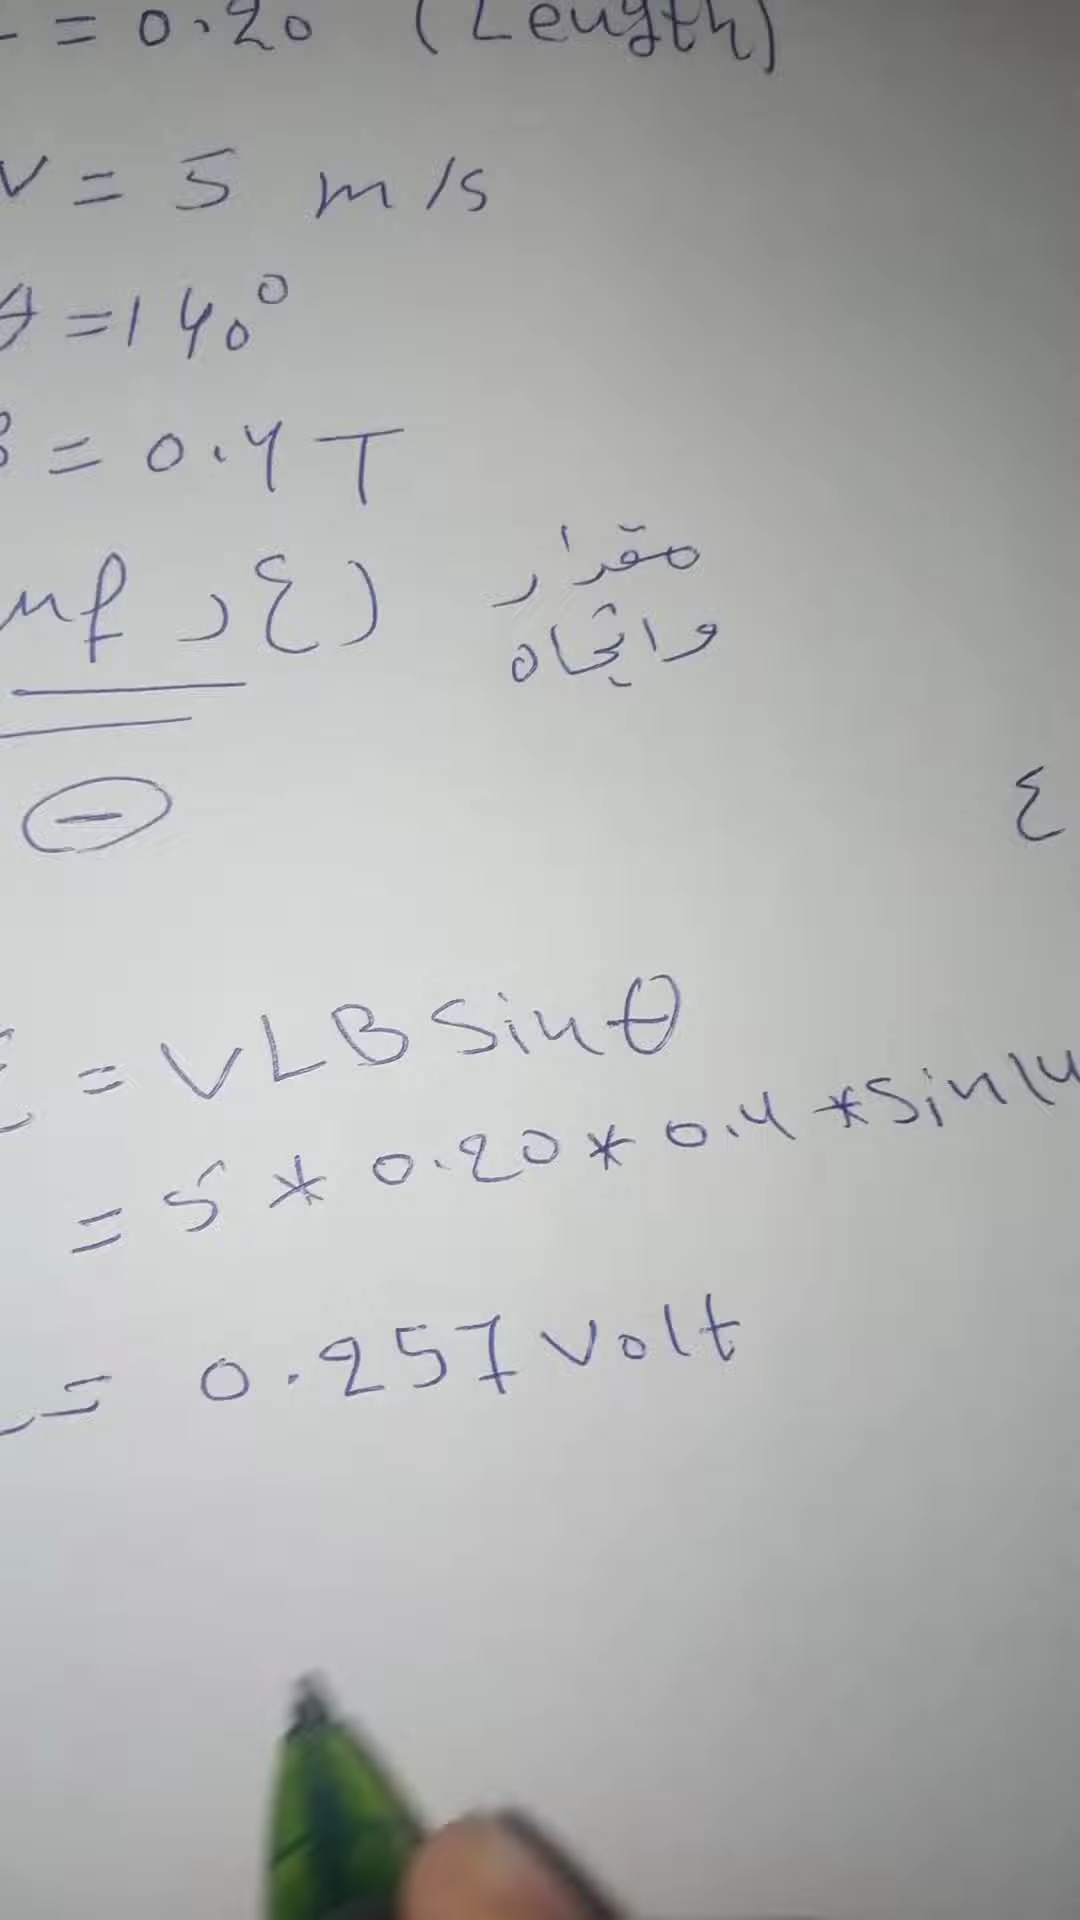 = 0.20 (Length)
V = 5 m/s
θ = 140°
B = 0.4 T
mf د ع) مقدار
واتجاه
−
ع
= VLB Sinθ
= 5 * 0.20 * 0.4 * Sin 14
= 0.257 volt